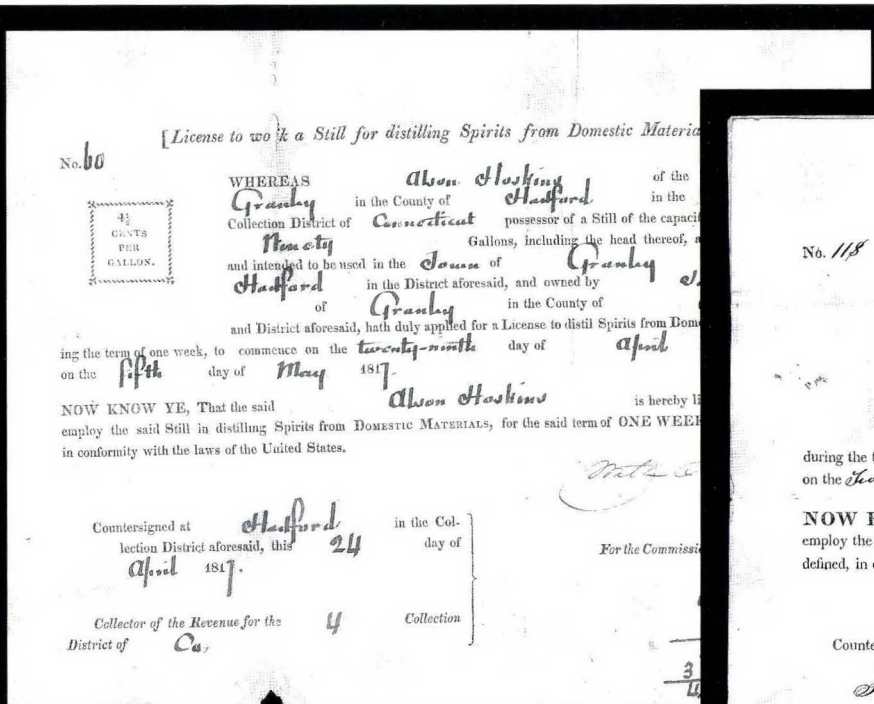 [License to wo k a Still for distilling Spirits from Domestic Materia
No. 60
4½
CENTS
PER
GALLON.
WHEREAS Alson Hosking of the
Granby in the County of Hadford in the
Collection District of Connecticut possessor of a Still of the capacit
Ninety Gallons, including the head thereof, a
and intended to be used in the Town of Granby
Hadford in the District aforesaid, and owned by
of Granby in the County of
and District aforesaid, hath duly applied for a License to distil Spirits from Dome
ing the term of one week, to commence on the twenty-ninth day of April
on the fifth day of May 1817.
NOW KNOW YE, That the said Alson Hoskins is hereby li
employ the said Still in distilling Spirits from DOMESTIC MATERIALS, for the said term of ONE WEEK
in conformity with the laws of the United States.
Countersigned at Hadford in the Col-
lection District aforesaid, this 24 day of
April 1817.
For the Commissi
Collector of the Revenue for the 4 Collection
District of
3
4
No. 118
during the t
on the
NOW K
employ the
defined, in c
Counte